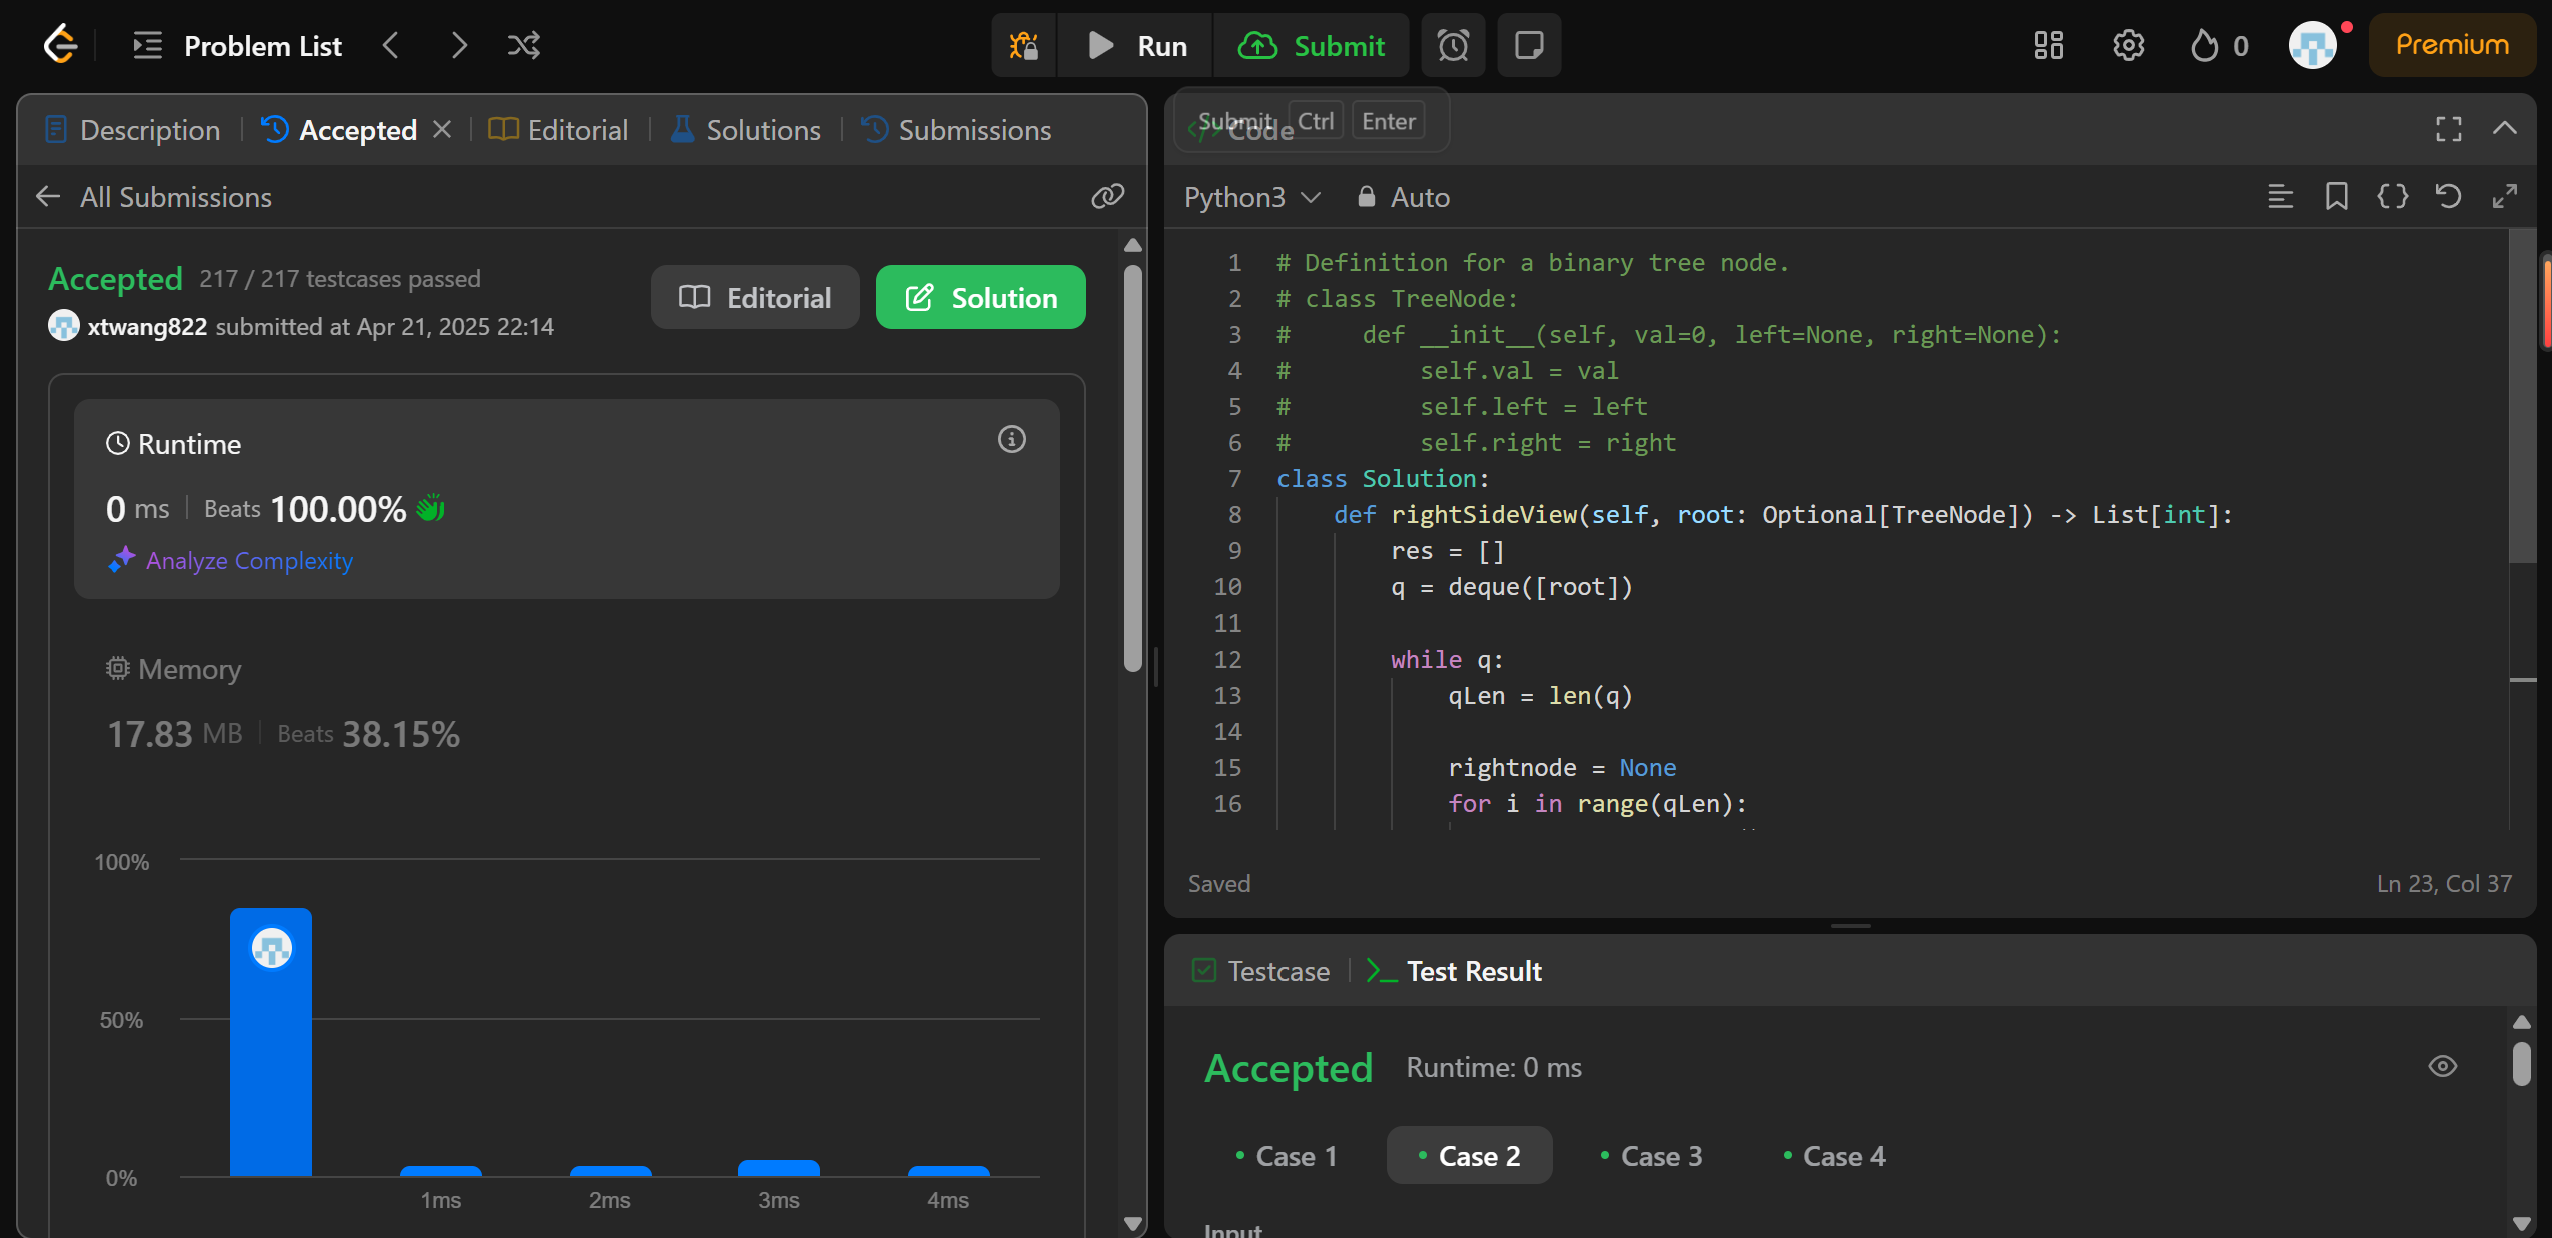 Problem List
Run
Submit
0
Premium
Description
Accepted
Editorial
Solutions
Submissions
All Submissions
Accepted 217 / 217 testcases passed
xtwang822 submitted at Apr 21, 2025 22:14
Editorial
Solution
Runtime
0 ms Beats 100.00%
Analyze Complexity
Memory
17.83 MB Beats 38.15%
100%
50%
0%
1ms
2ms
3ms
4ms
Submit Ctrl Enter
</> Code
Python3 Auto
1 # Definition for a binary tree node.
2 # class TreeNode:
3 #     def __init__(self, val=0, left=None, right=None):
4 #         self.val = val
5 #         self.left = left
6 #         self.right = right
7 class Solution:
8     def rightSideView(self, root: Optional[TreeNode]) -> List[int]:
9         res = []
10         q = deque([root])
11
12         while q:
13             qLen = len(q)
14
15             rightnode = None
16             for i in range(qLen):
Saved
Ln 23, Col 37
Testcase
>_ Test Result
Accepted Runtime: 0 ms
• Case 1
• Case 2
• Case 3
• Case 4
Input